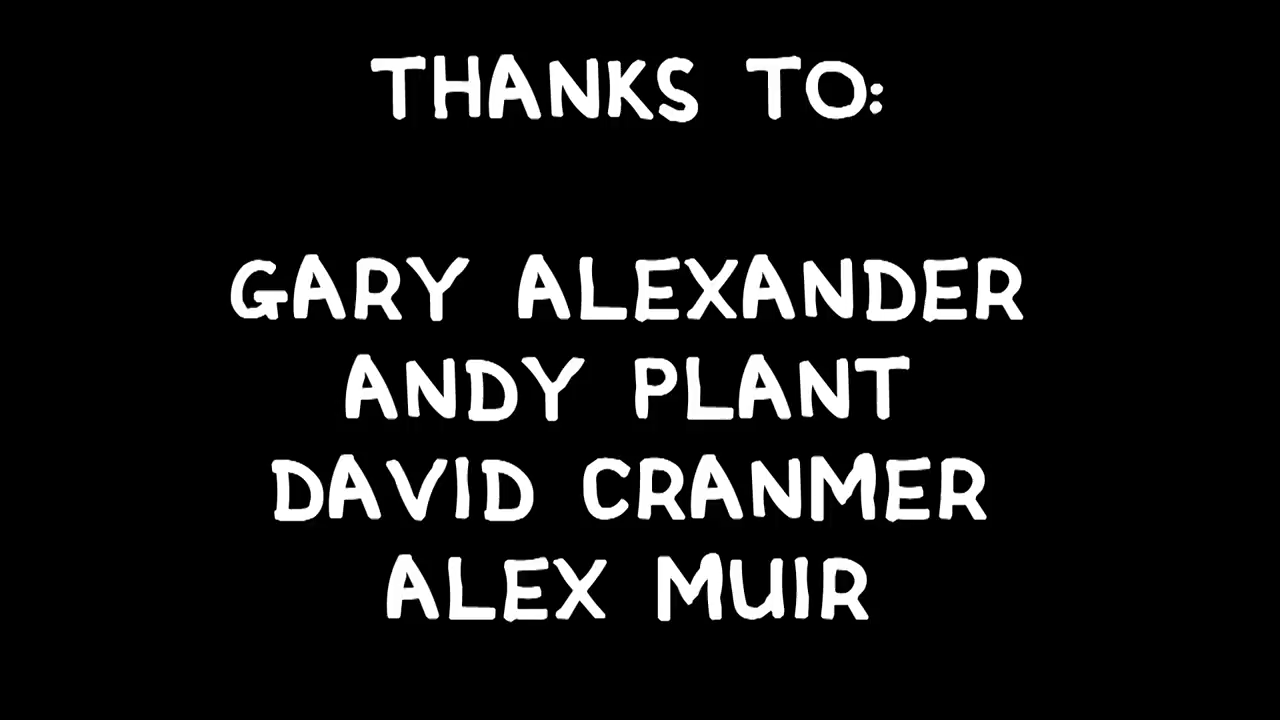 THANKS TO:
GARY ALEXANDER
ANDY PLANT
DAVID CRANMER
ALEX MUIR